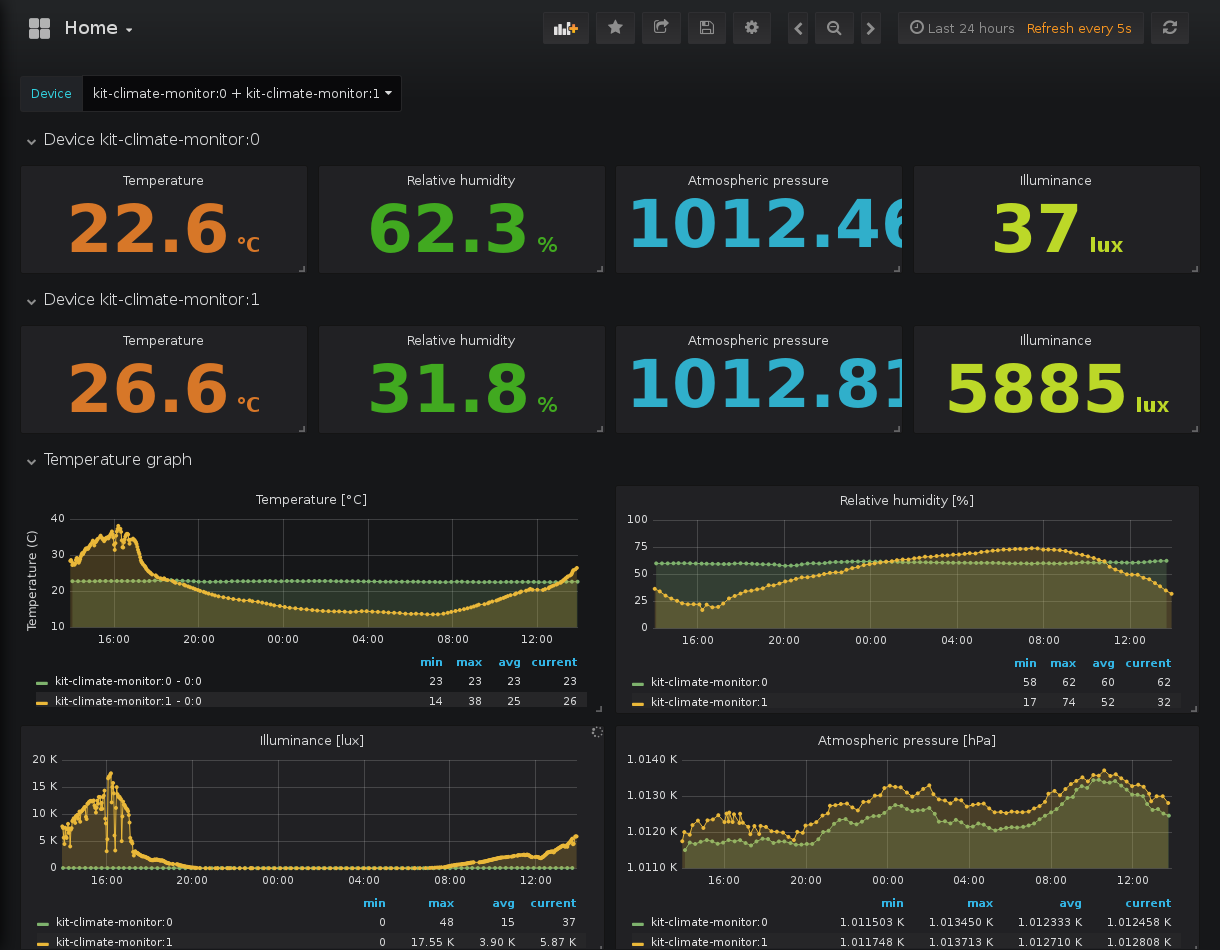 Home
Last 24 hours Refresh every 5s
Device kit-climate-monitor:0 + kit-climate-monitor:1
Device kit-climate-monitor:0
Temperature Relative humidity Atmospheric pressure Illuminance
22.6 °C 62.3 % 1012.46 37 lux
Device kit-climate-monitor:1
Temperature Relative humidity Atmospheric pressure Illuminance
26.6 °C 31.8 % 1012.81 5885 lux
Temperature graph
Temperature [°C]
Temperature (C)
40
30
20
10
16:00 20:00 00:00 04:00 08:00 12:00
min max avg current
kit-climate-monitor:0 - 0:0 23 23 23 23
kit-climate-monitor:1 - 0:0 14 38 25 26
Relative humidity [%]
100
75
50
25
0
16:00 20:00 00:00 04:00 08:00 12:00
min max avg current
kit-climate-monitor:0 58 62 60 62
kit-climate-monitor:1 17 74 52 32
Illuminance [lux]
20 K
15 K
10 K
5 K
0
16:00 20:00 00:00 04:00 08:00 12:00
min max avg current
kit-climate-monitor:0 0 48 15 37
kit-climate-monitor:1 0 17.55 K 3.90 K 5.87 K
Atmospheric pressure [hPa]
1.0140 K
1.0130 K
1.0120 K
1.0110 K
16:00 20:00 00:00 04:00 08:00 12:00
min max avg current
kit-climate-monitor:0 1.011503 K 1.013450 K 1.012333 K 1.012458 K
kit-climate-monitor:1 1.011748 K 1.013713 K 1.012710 K 1.012808 K